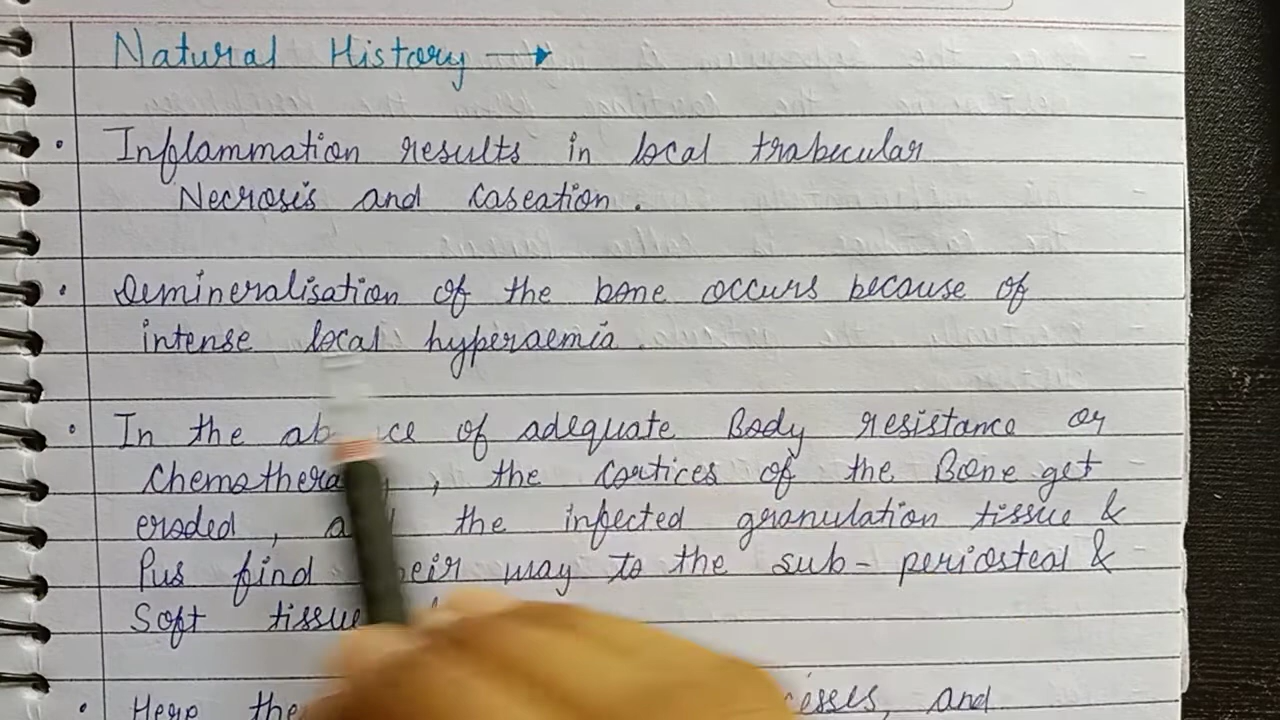 Natural History →
• Inflammation results in local trabecular
Necrosis and caseation.
• Demineralisation of the bone occurs because of
intense local hyperaemia.
• In the of adequate Body resistance or
, the cortices of the Bone get
eroded, the infected granulation tissue &
Pus find way to the sub-periosteal &
Soft tissue
• Here the , and